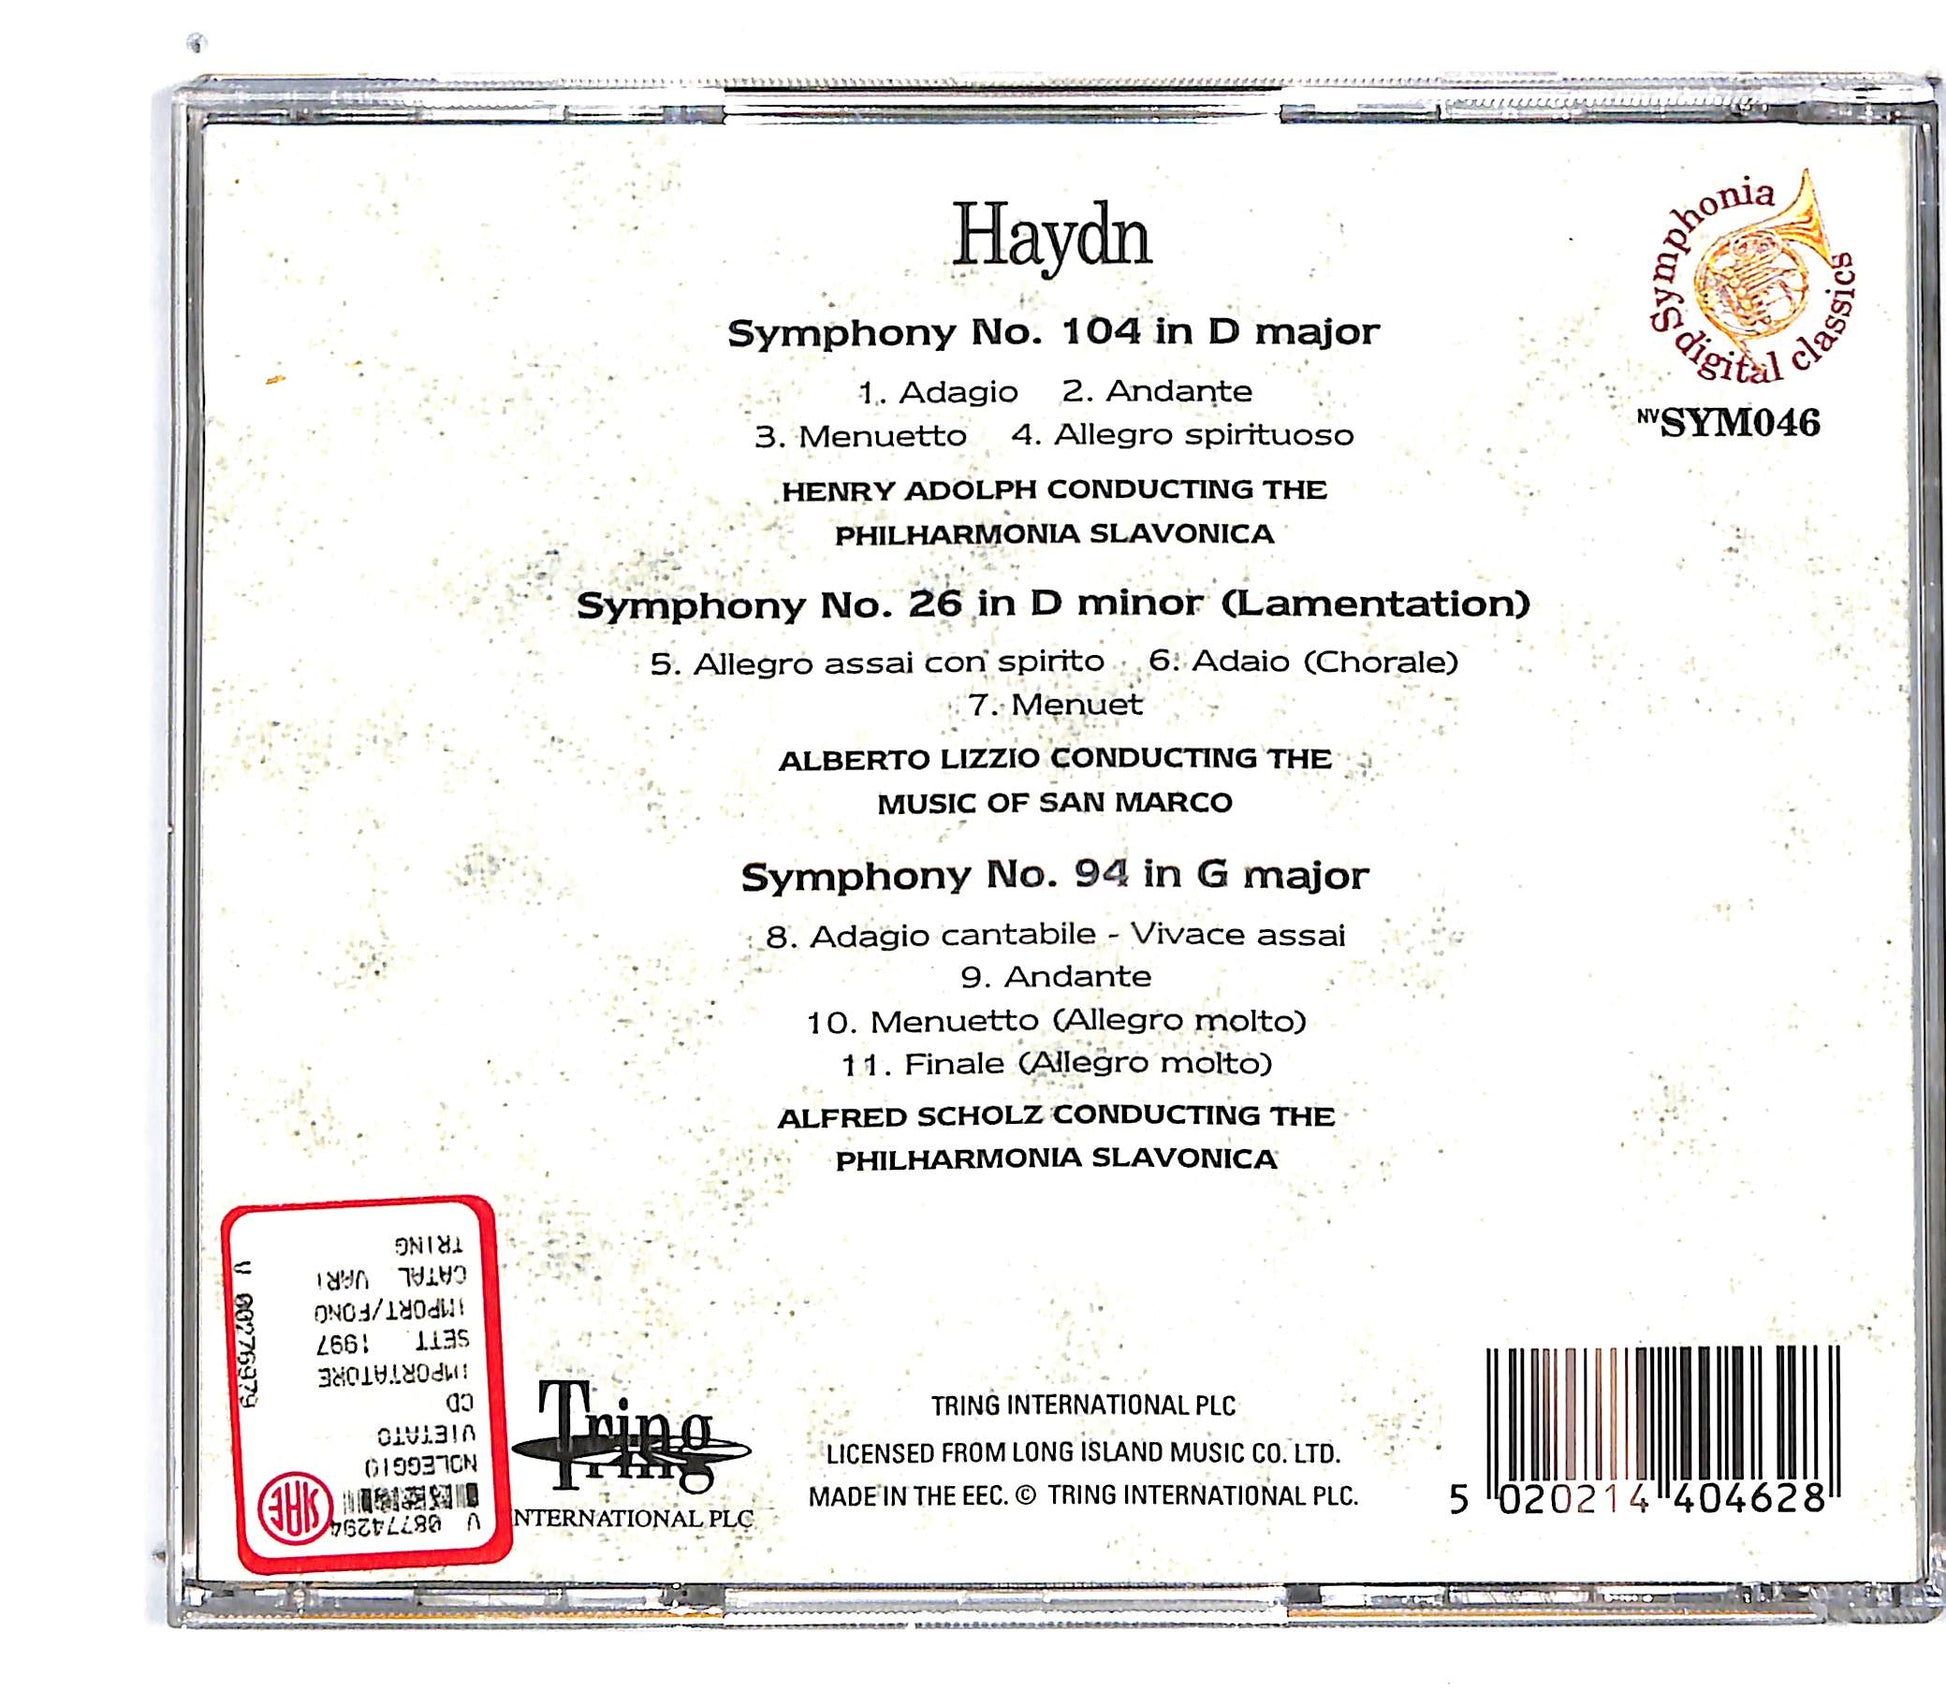 Haydn
Symphonia
digital classics
NVSYM046
Symphony No. 104 in D major
1. Adagio 2. Andante
3. Menuetto 4. Allegro spirituoso
HENRY ADOLPH CONDUCTING THE
PHILHARMONIA SLAVONICA
Symphony No. 26 in D minor (Lamentation)
5. Allegro assai con spirito 6. Adaio (Chorale)
7. Menuet
ALBERTO LIZZIO CONDUCTING THE
MUSIC OF SAN MARCO
Symphony No. 94 in G major
8. Adagio cantabile - Vivace assai
9. Andante
10. Menuetto (Allegro molto)
11. Finale (Allegro molto)
ALFRED SCHOLZ CONDUCTING THE
PHILHARMONIA SLAVONICA
V 08774294
SIAE
NOLEGGIO
VIETATO
CD
IMPORTATORE
SETT 1997
IMPORT/FONO
CATAL VARI
TRING
V 00276979
Tring
NTERNATIONAL PLC
TRING INTERNATIONAL PLC
LICENSED FROM LONG ISLAND MUSIC CO. LTD.
MADE IN THE EEC. © TRING INTERNATIONAL PLC.
5 020214 404628